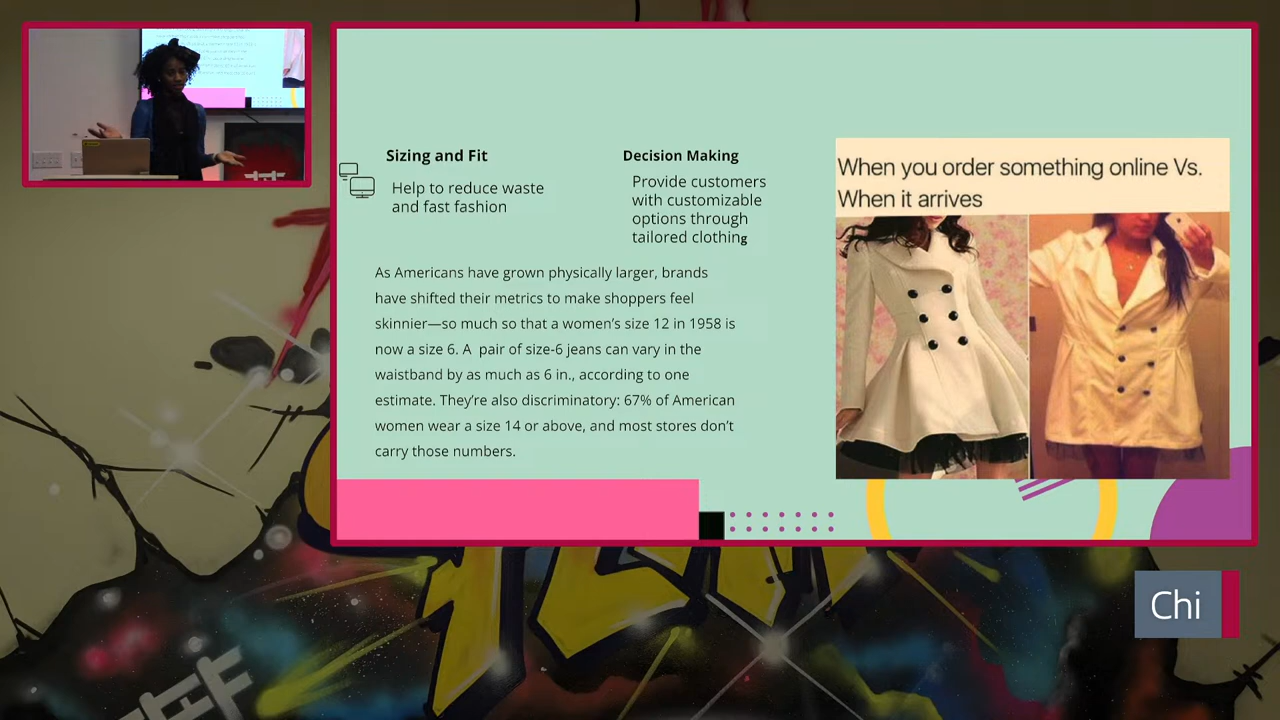 Sizing and Fit
Help to reduce waste
and fast fashion
Decision Making
Provide customers
with customizable
options through
tailored clothing
As Americans have grown physically larger, brands
have shifted their metrics to make shoppers feel
skinnier—so much so that a women’s size 12 in 1958 is
now a size 6. A  pair of size-6 jeans can vary in the
waistband by as much as 6 in., according to one
estimate. They’re also discriminatory: 67% of American
women wear a size 14 or above, and most stores don’t
carry those numbers.
When you order something online Vs.
When it arrives
Chi